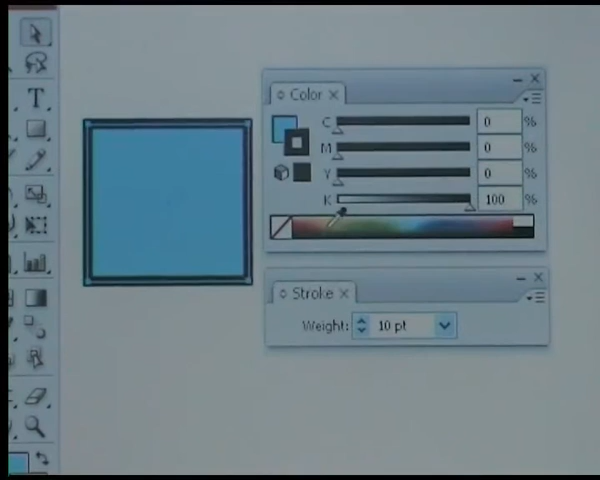 T
Color
C 0 %
M 0 %
Y 0 %
K 100 %
Stroke
Weight: 10 pt